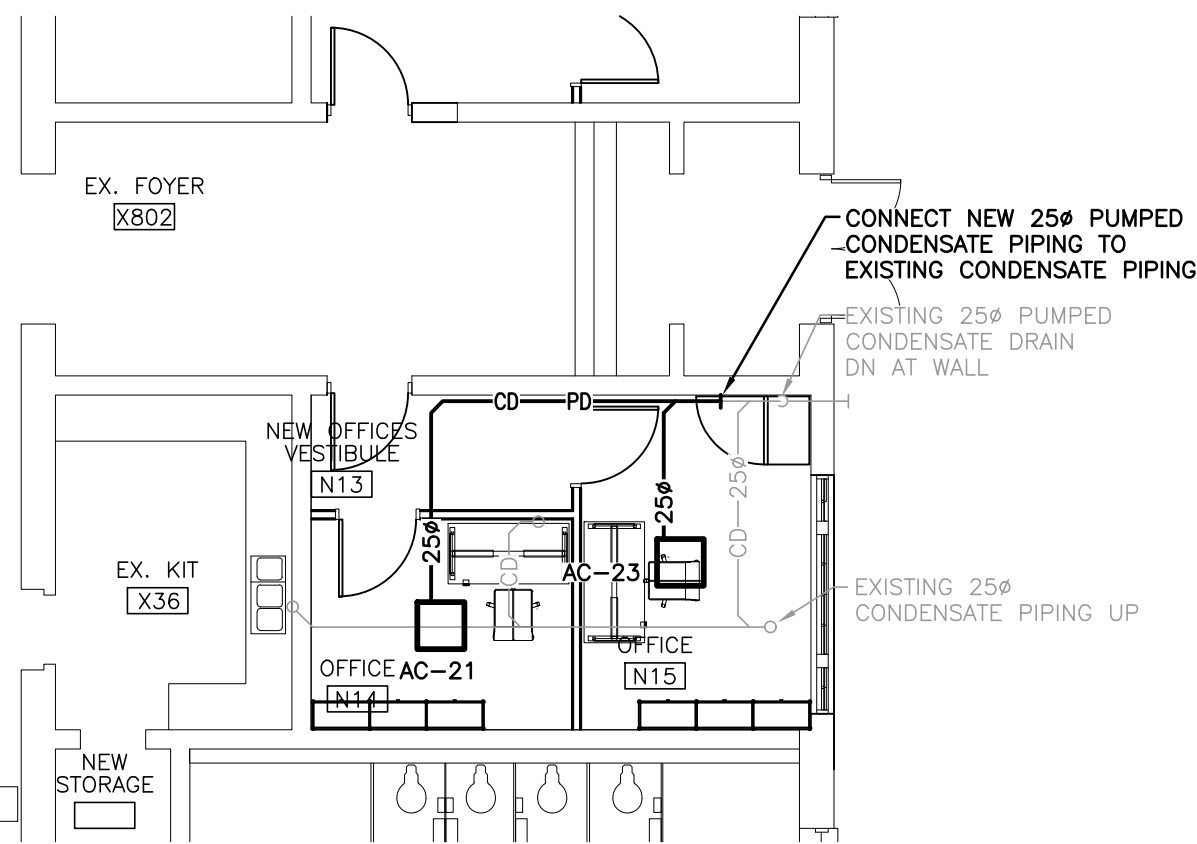 EX. FOYER
X802
CONNECT NEW 25ø PUMPED
CONDENSATE PIPING TO
EXISTING CONDENSATE PIPING
EXISTING 25ø PUMPED
CONDENSATE DRAIN
DN AT WALL
CD
PD
NEW OFFICES
VESTIBULE
N13
25ø
25ø
CD
25ø
CD
AC-23
EX. KIT
X36
EXISTING 25ø
CONDENSATE PIPING UP
OFFICE
N15
OFFICE
AC-21
N14
NEW
STORAGE